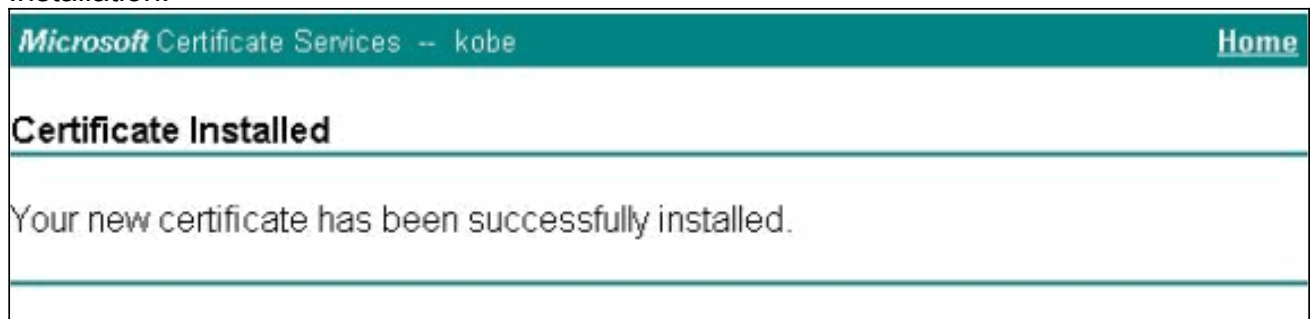 Microsoft Certificate Services -- kobe Home
Certificate Installed
Your new certificate has been successfully installed.